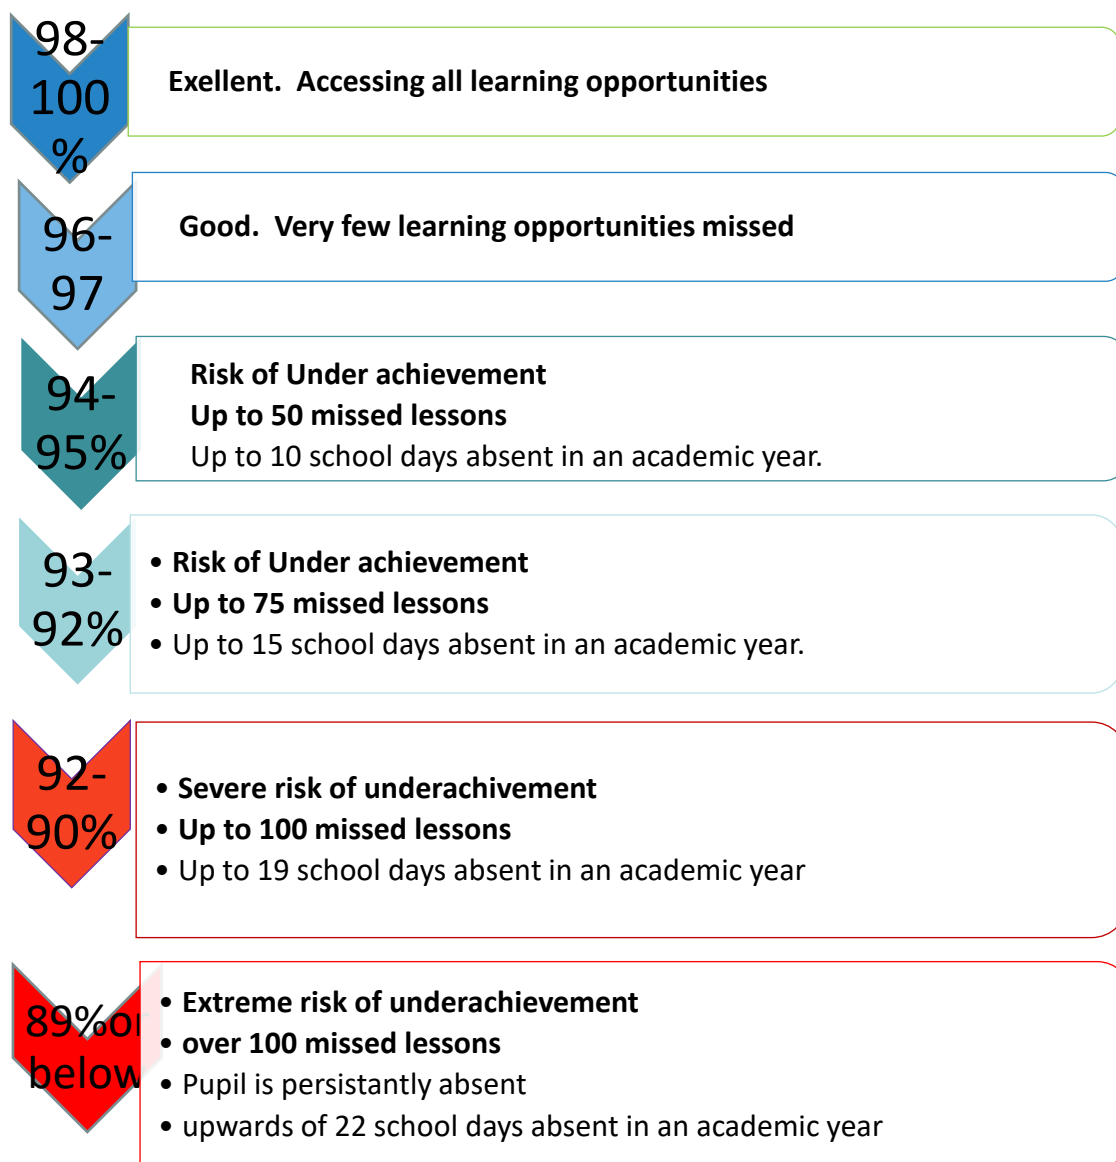 98-
100
%
Exellent.  Accessing all learning opportunities
96-
97
Good.  Very few learning opportunities missed
94-
95%
Risk of Under achievement
Up to 50 missed lessons
Up to 10 school days absent in an academic year.
93-
92%
• Risk of Under achievement
• Up to 75 missed lessons
• Up to 15 school days absent in an academic year.
92-
90%
• Severe risk of underachivement
• Up to 100 missed lessons
• Up to 19 school days absent in an academic year
89%or
below
• Extreme risk of underachievement
• over 100 missed lessons
• Pupil is persistantly absent
• upwards of 22 school days absent in an academic year